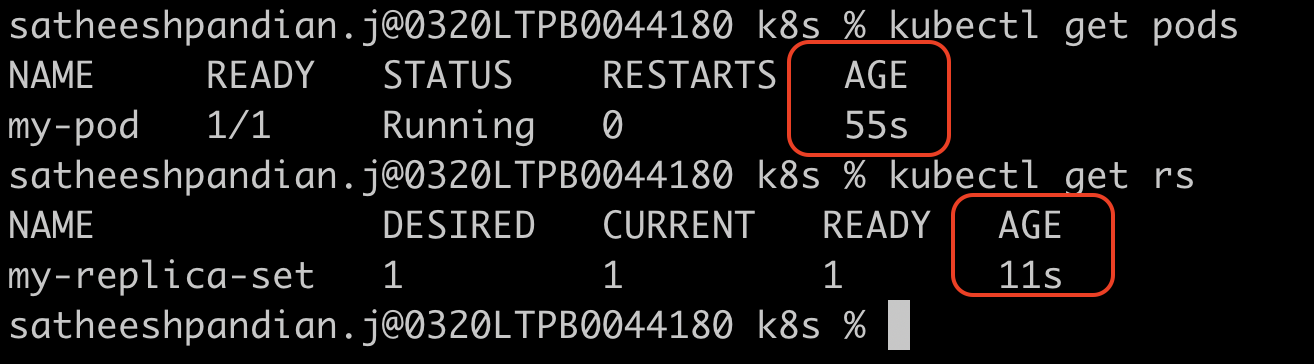 satheeshpandian.j@0320LTPB0044180 k8s % kubectl get pods
NAME READY STATUS RESTARTS AGE
my-pod 1/1 Running 0 55s
satheeshpandian.j@0320LTPB0044180 k8s % kubectl get rs
NAME DESIRED CURRENT READY AGE
my-replica-set 1 1 1 11s
satheeshpandian.j@0320LTPB0044180 k8s %